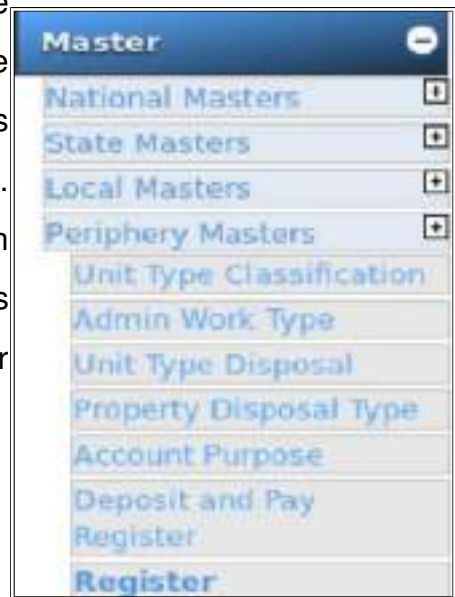 e
Master
e
National Masters
s
State Masters
.
Local Masters
n
Periphery Masters
s
Unit Type Classification
Admin Work Type
r
Unit Type Disposal
Property Disposal Type
Account Purpose
Deposit and Pay
Register
Register